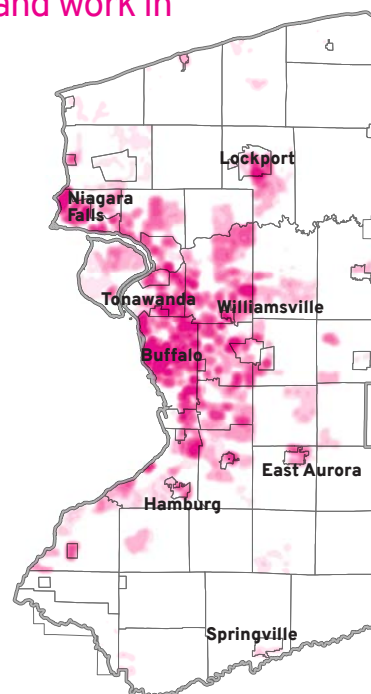 and work in
Lockport
Niagara
Falls
Tonawanda
Williamsville
Buffalo
East Aurora
Hamburg
Springville